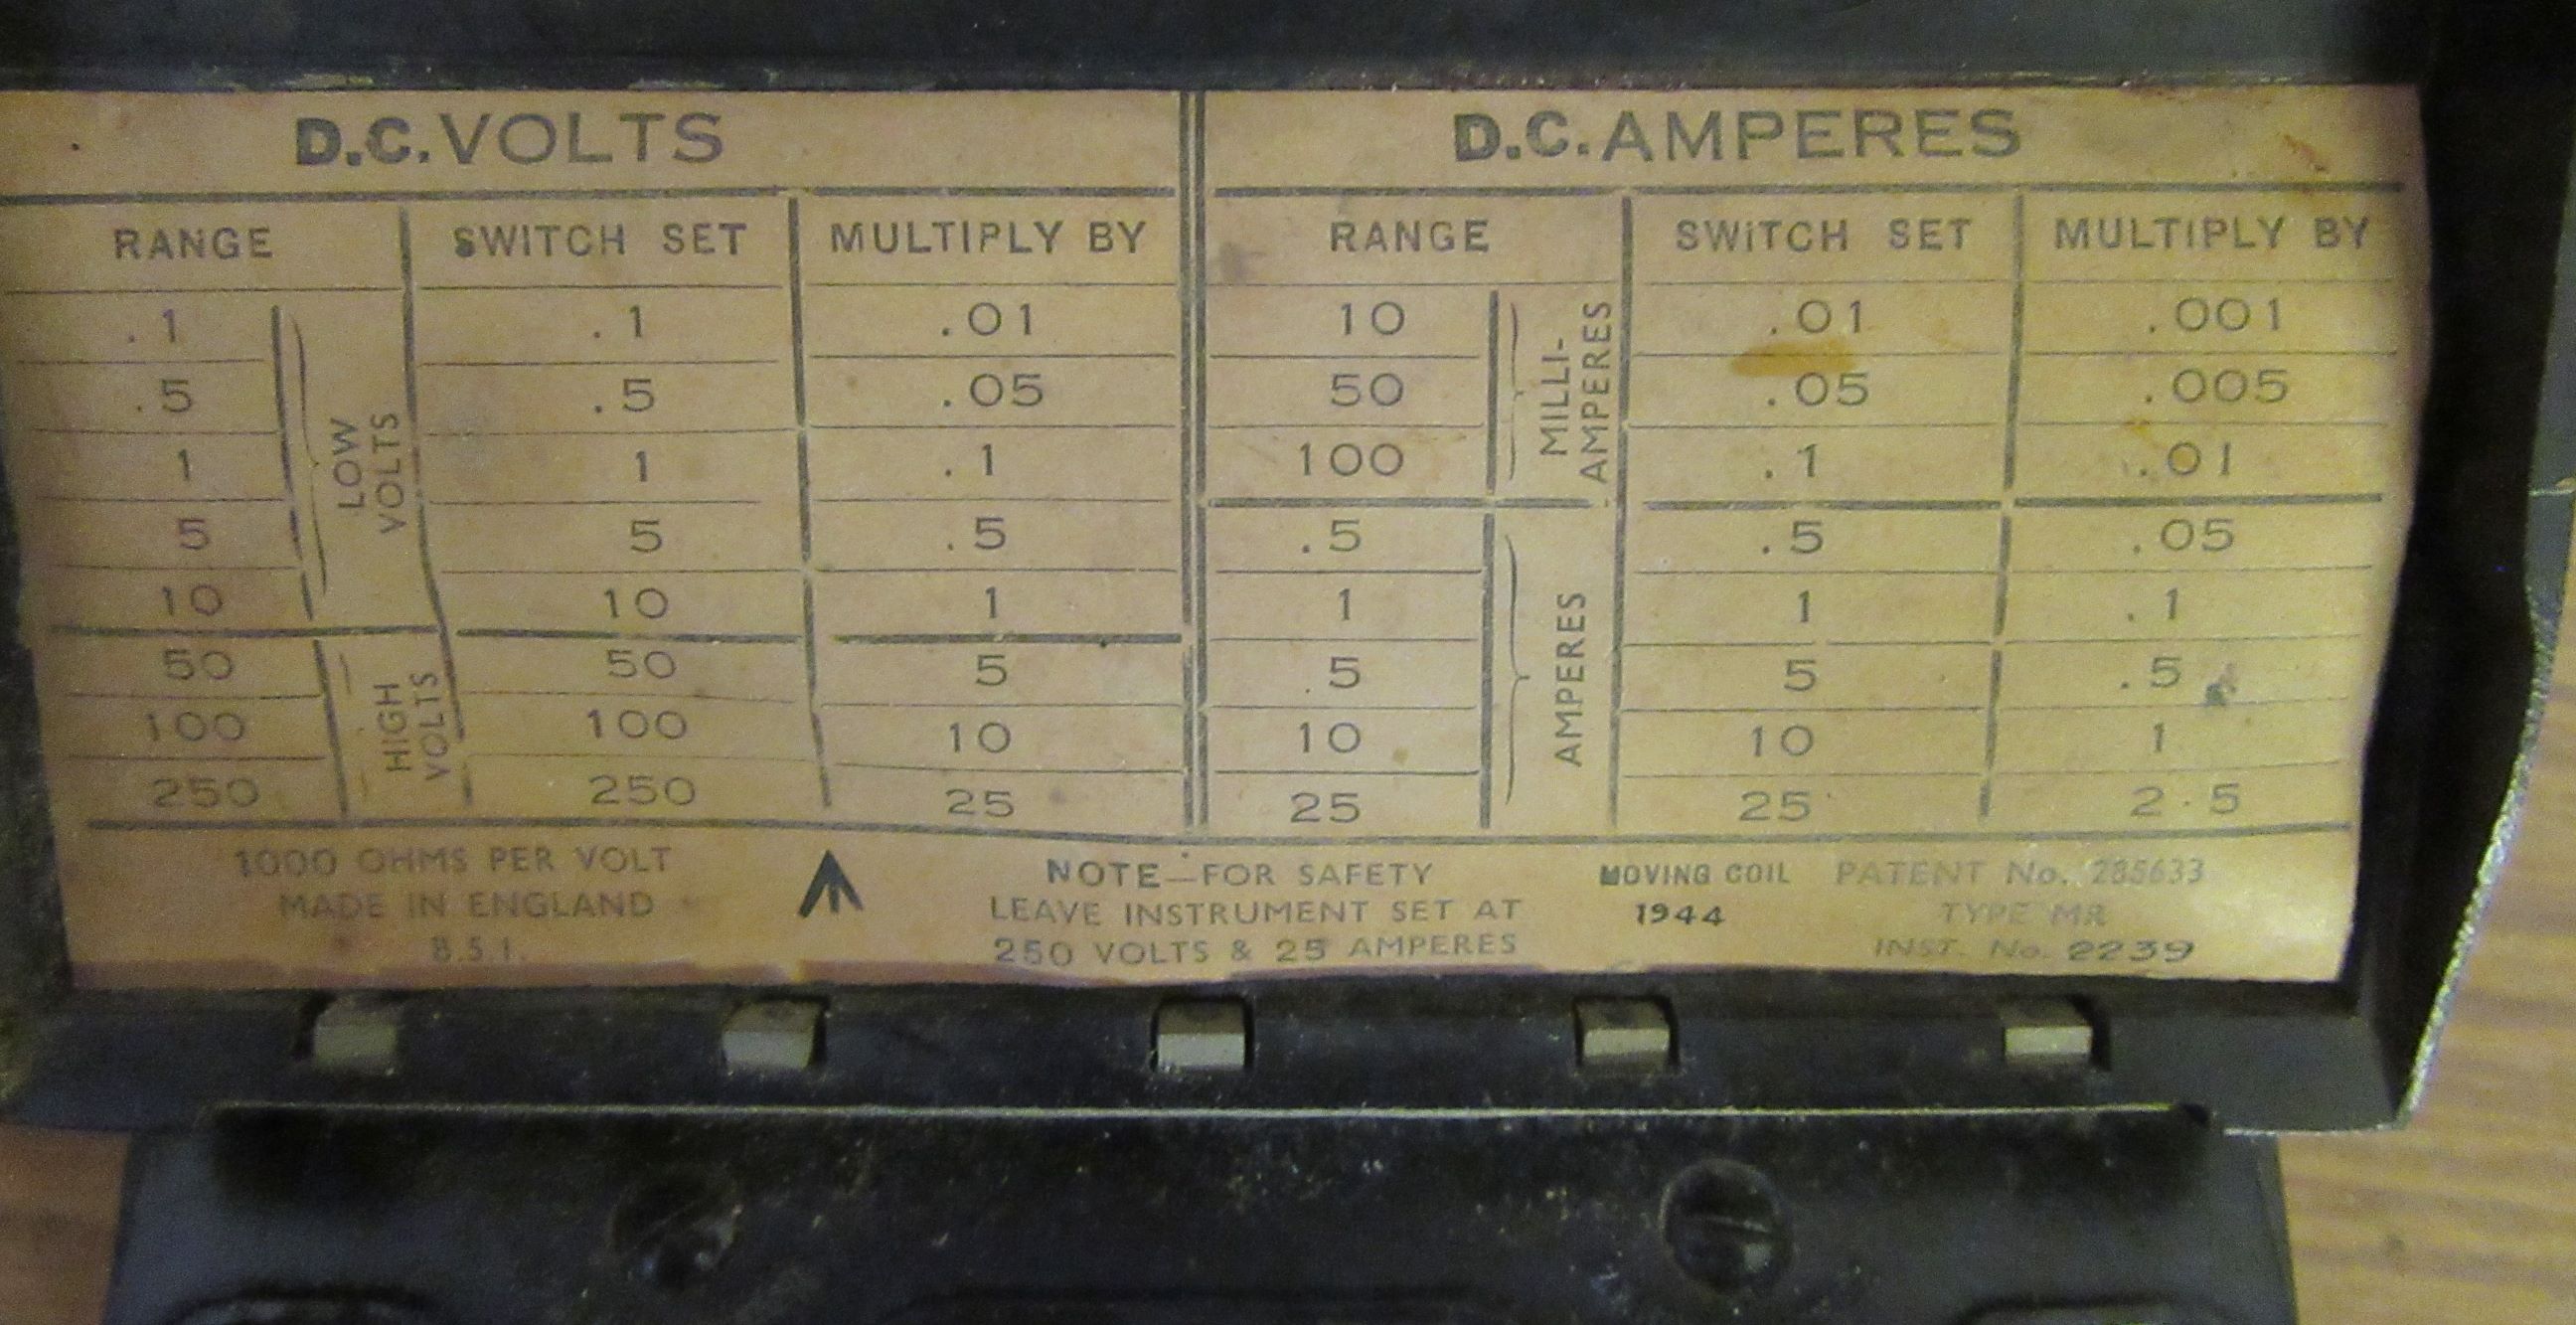 D.C. VOLTS D.C. AMPERES
RANGE SWITCH SET MULTIPLY BY RANGE SWITCH SET MULTIPLY BY
.1 .1 .01 10 .01 .001
.5 .5 .05 50 .05 .005
1 1 .1 100 .1 .01
5 5 .5 .5 .5 .05
10 10 1 1 1 .1
50 50 5 .5 5 .5
100 100 10 10 10 1
250 250 25 25 25 2.5
LOW
VOLTS
HIGH
VOLTS
MILLI-
AMPERES
AMPERES
1000 OHMS PER VOLT
MADE IN ENGLAND
B.S.I.
NOTE—FOR SAFETY
LEAVE INSTRUMENT SET AT
250 VOLTS & 25 AMPERES
MOVING COIL
1944
PATENT No. 285633
TYPE MR
INST. No. 2239